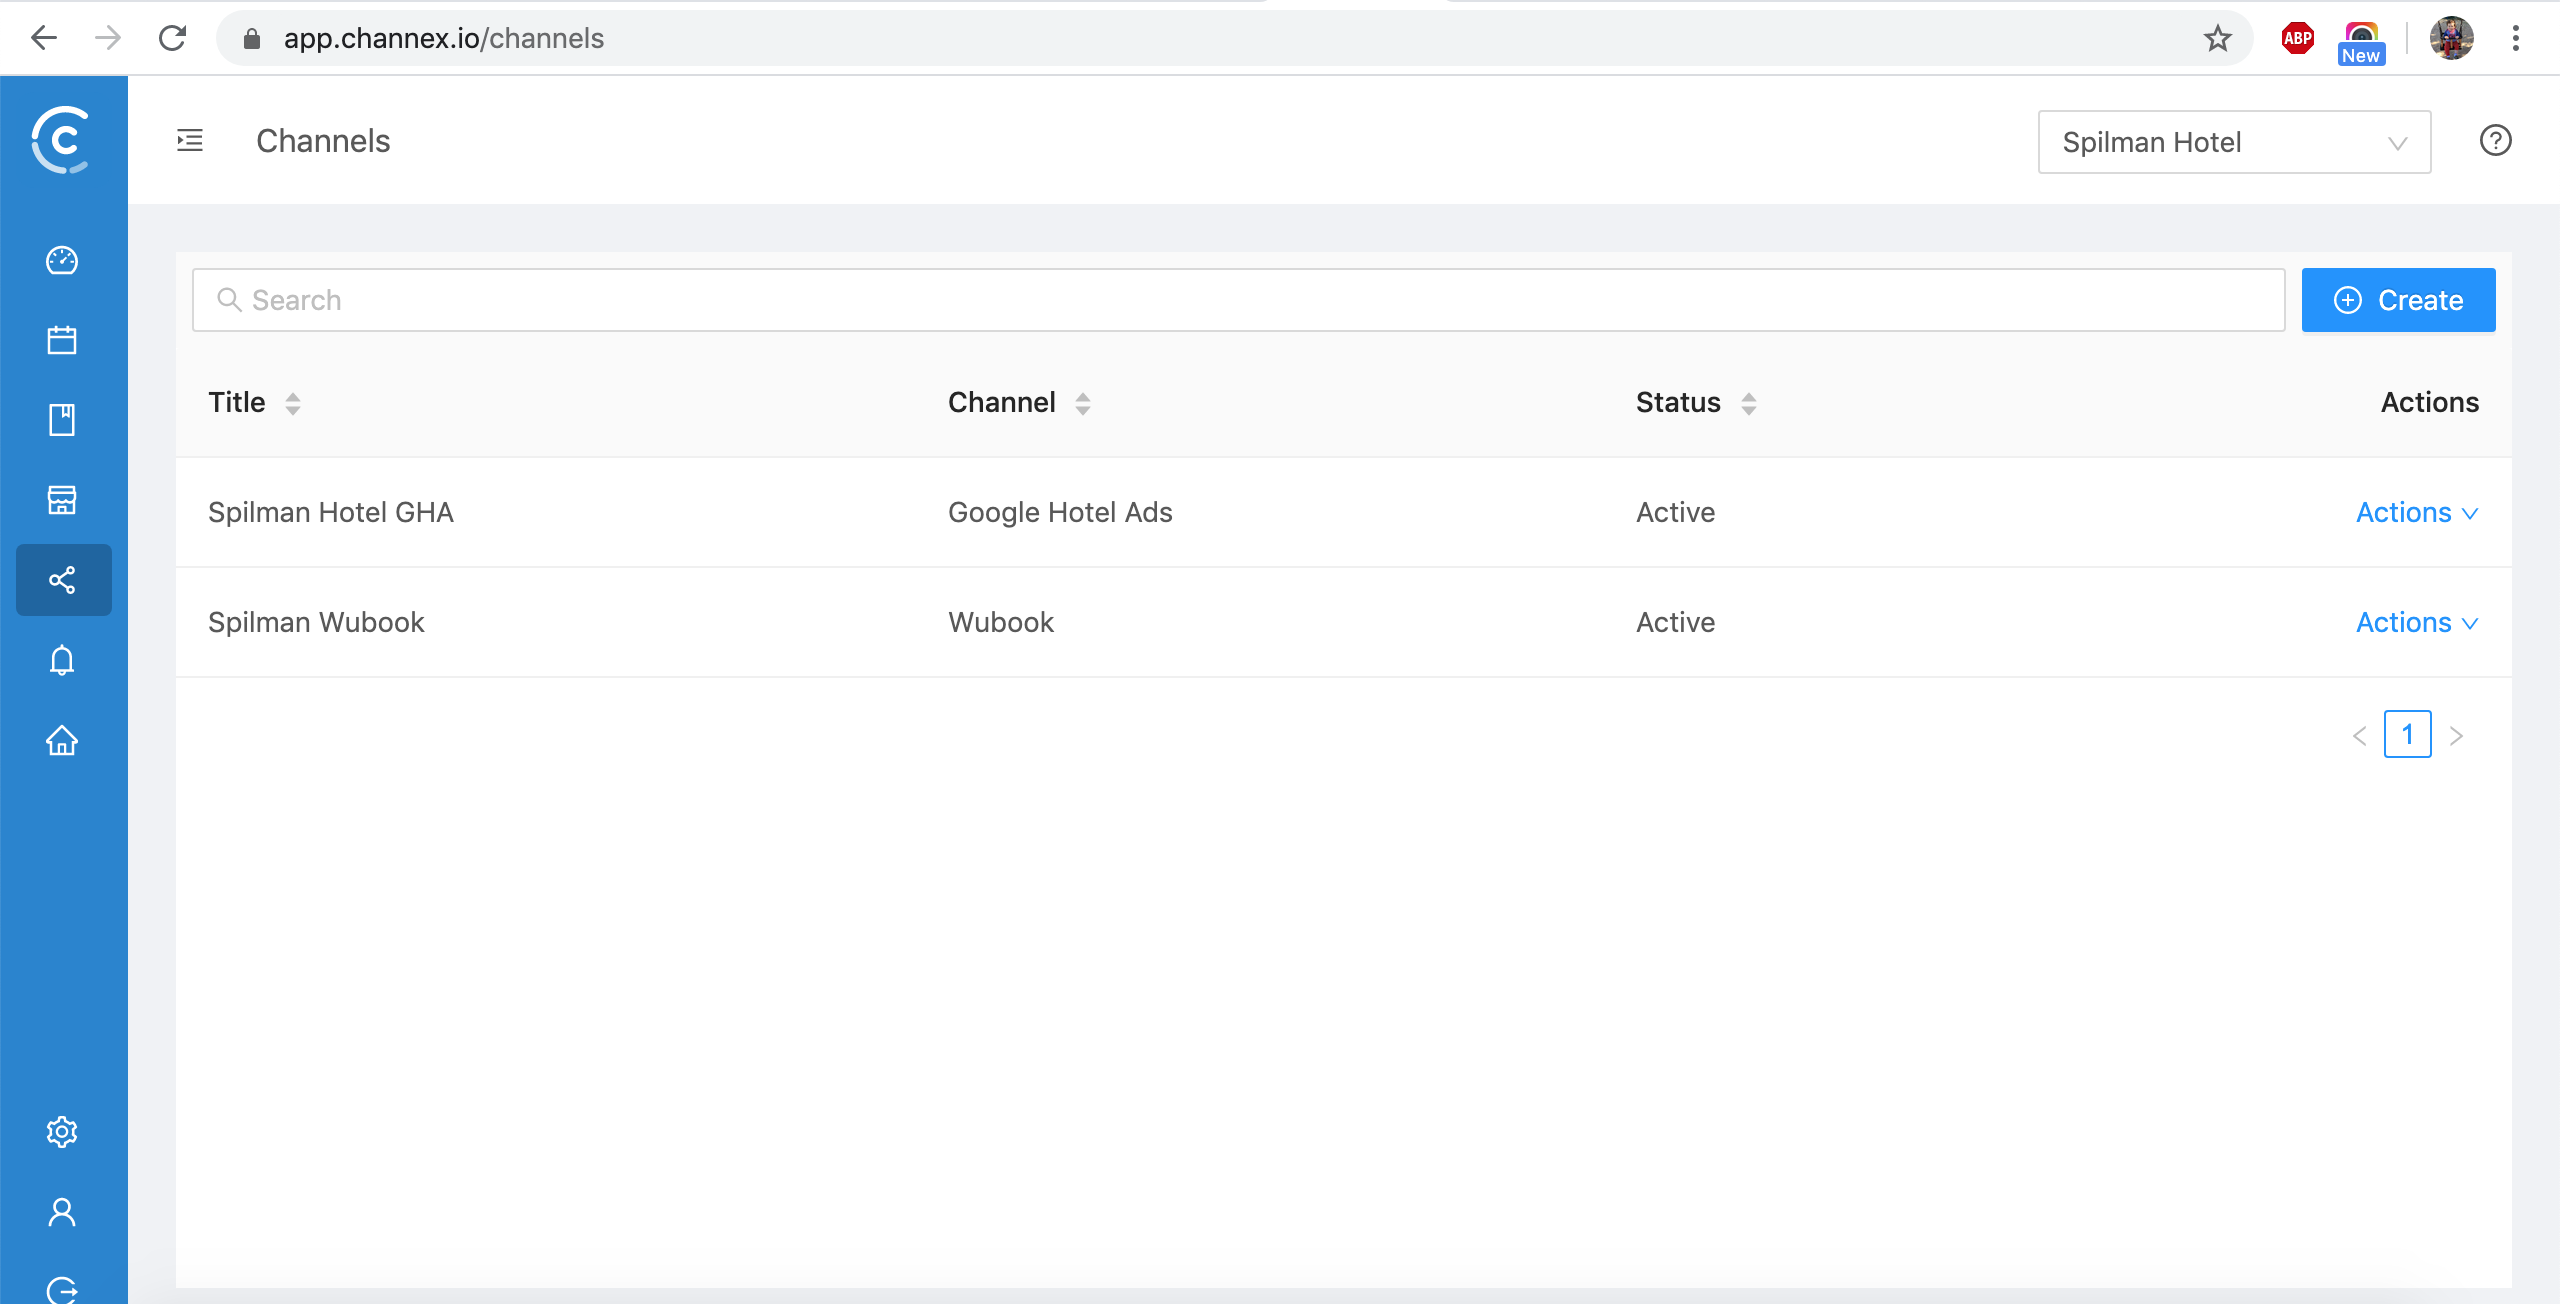 app.channex.io/channels
ABP
New
Channels
Spilman Hotel
Search
Create
Title Channel Status Actions
Spilman Hotel GHA Google Hotel Ads Active Actions
Spilman Wubook Wubook Active Actions
1